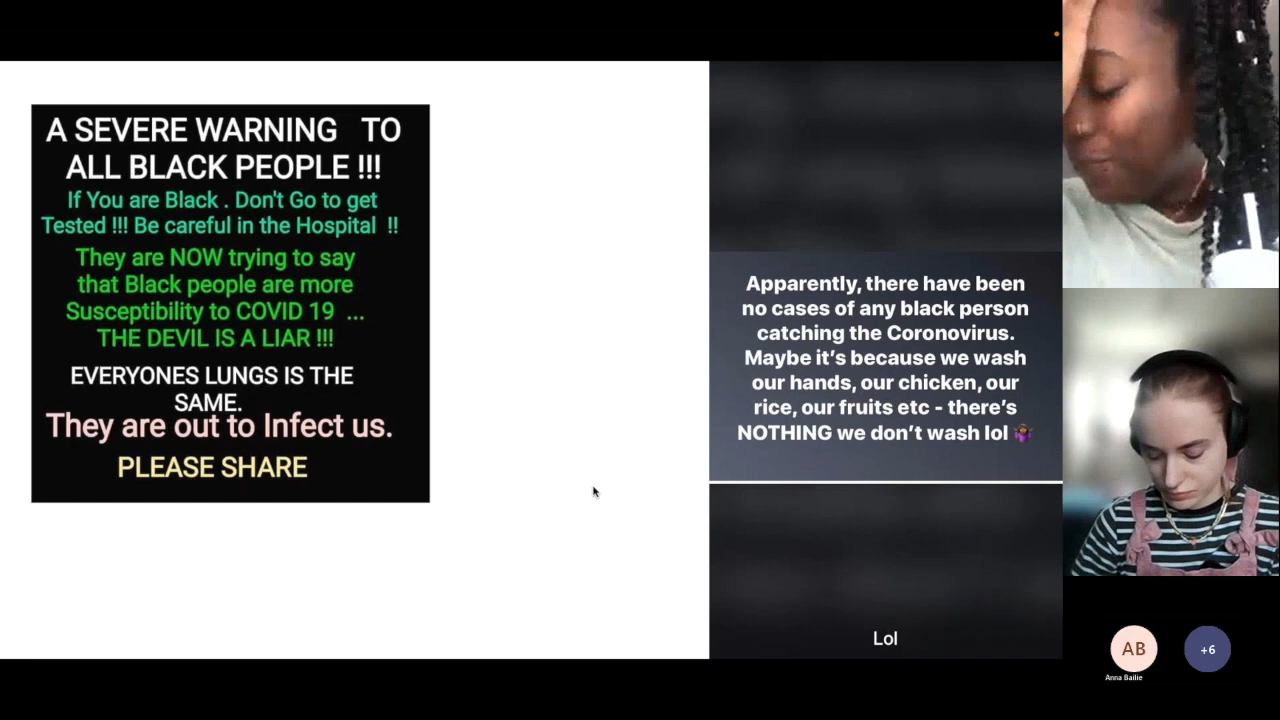 A SEVERE WARNING TO
ALL BLACK PEOPLE !!!
If You are Black . Don't Go to get
Tested !!! Be careful in the Hospital !!
They are NOW trying to say
that Black people are more
Susceptibility to COVID 19 ...
THE DEVIL IS A LIAR !!!
EVERYONES LUNGS IS THE
SAME.
They are out to Infect us.
PLEASE SHARE
Apparently, there have been
no cases of any black person
catching the Coronovirus.
Maybe it’s because we wash
our hands, our chicken, our
rice, our fruits etc - there’s
NOTHING we don’t wash lol 🤷🏾‍♀️
Lol
AB
Anna Bailie
+6